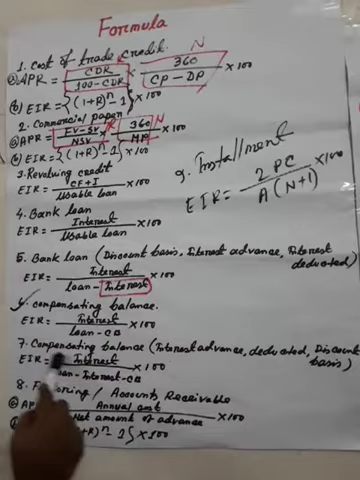 Formula
1. Cost of trade credit.
ⓐ APR = CDR / 100-CDR × 360 / CP-DP × 100
N
(b) EIR = {(1+R)^n - 1} × 100
2. Commercial paper
ⓐ APR = FV-SV / NSV × 360 / MP × 100
N
(b) EIR = {(1+R)^n - 1} × 100
3. Revolving credit
EIR = CF+I / Usable loan × 100
4. Bank loan
EIR = Interest / Usable loan × 100
5. Bank loan (Discount basis, Interest advance, Interest deducted)
EIR = Interest / loan - Interest × 100
6. compensating balance.
EIR = Interest / loan - CB × 100
7. Compensating balance (Interest advance, deducted, Discount basis)
EIR = Interest / loan - Interest - CB × 100
8. / Accounts Receivable
ⓐ Annual cost / Net amount of advance × 100
+R)^n - 1} × 100
9. Installment
EIR = 2PC / A(N+1) × 100